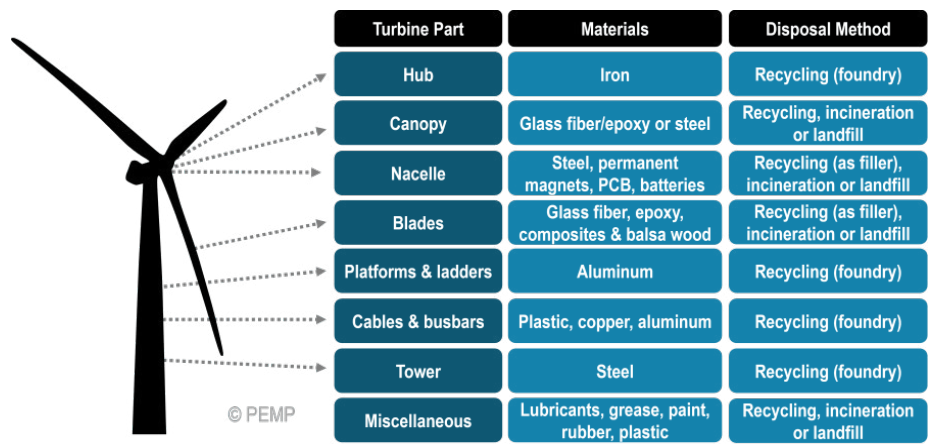 Turbine Part
Materials
Disposal Method
Hub
Iron
Recycling (foundry)
Canopy
Glass fiber/epoxy or steel
Recycling, incineration
or landfill
Nacelle
Steel, permanent
magnets, PCB, batteries
Recycling (as filler),
incineration or landfill
Blades
Glass fiber, epoxy,
composites & balsa wood
Recycling (as filler),
incineration or landfill
Platforms & ladders
Aluminum
Recycling (foundry)
Cables & busbars
Plastic, copper, aluminum
Recycling (foundry)
Tower
Steel
Recycling (foundry)
Miscellaneous
Lubricants, grease, paint,
rubber, plastic
Recycling, incineration
or landfill
© PEMP